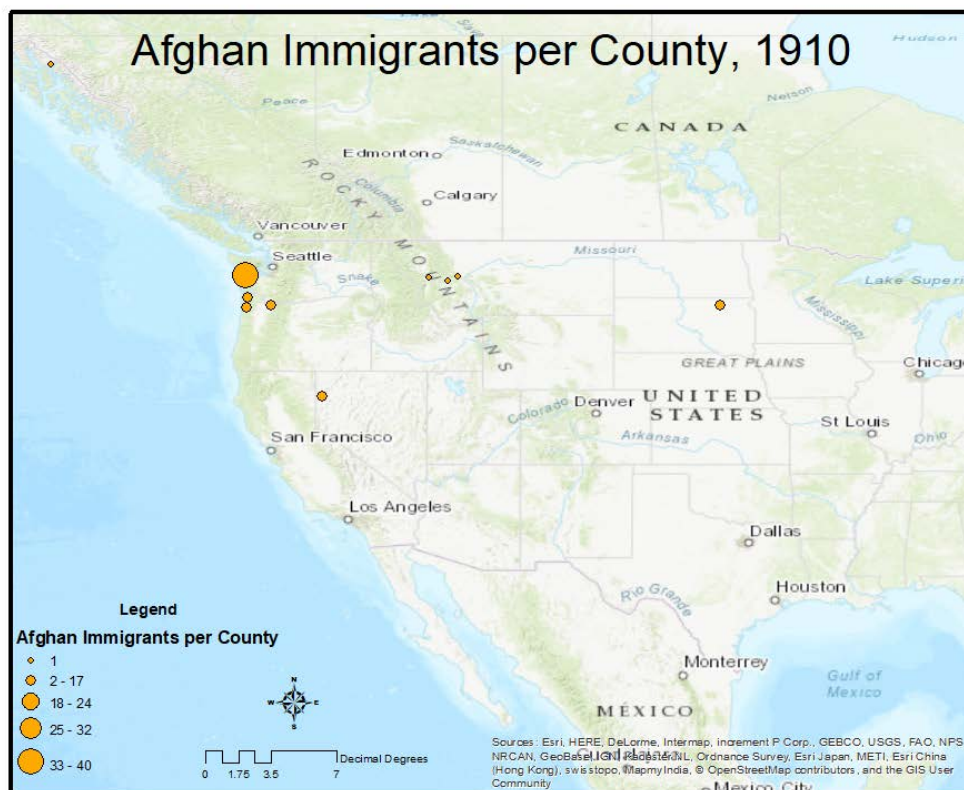 Afghan Immigrants per County, 1910
Hudson
Peace
Nelson
CANADA
Edmonton
Saskatchewan
ROCKY MOUNTAINS
Columbia
Calgary
Vancouver
Seattle
Missouri
Snake
Lake Superi
Mississippi
GREAT PLAINS
Chicag
UNITED
STATES
Denver
Colorado
St Louis
San Francisco
Arkansas
Ohio
Los Angeles
Dallas
Houston
Rio Grande
Monterrey
Gulf of
Mexico
MÉXICO
Guadalajara
Mexico City
Legend
Afghan Immigrants per County
1
2 - 17
18 - 24
25 - 32
33 - 40
N
W E
S
Decimal Degrees
0 1.75 3.5 7
Sources: Esri, HERE, DeLorme, Intermap, increment P Corp., GEBCO, USGS, FAO, NPS,
NRCAN, GeoBase, IGN, Kadaster NL, Ordnance Survey, Esri Japan, METI, Esri China
(Hong Kong), swisstopo, MapmyIndia, © OpenStreetMap contributors, and the GIS User
Community